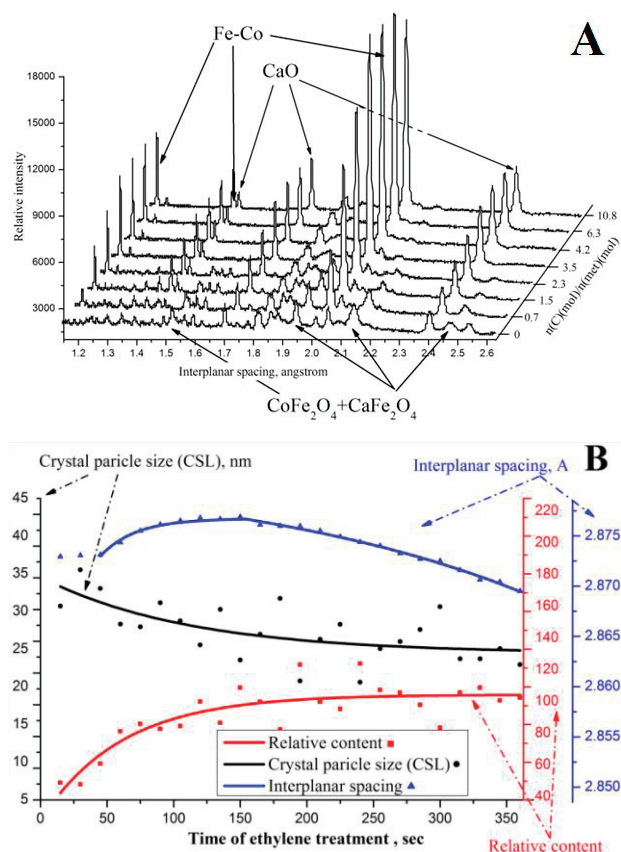 A
Fe-Co
CaO
18000
15000
12000
9000
6000
3000
Relative intensity
10.8
6.3
4.2
3.5
2.3
1.5
0.7
0
n(C)(mol)/n(met)(mol)
1.2 1.3 1.4 1.5 1.6 1.7 1.8 1.9 2.0 2.1 2.2 2.3 2.4 2.5 2.6
Interplanar spacing, angstrom
CoFe2O4+CaFe2O4
B
Crystal paricle size (CSL), nm
Interplanar spacing, A
45
40
35
30
25
20
15
10
5
220
200
180
160
140
120
100
80
60
40
2.875
2.870
2.865
2.860
2.855
2.850
Relative content
Crystal paricle size (CSL)
Interplanar spacing
0 50 100 150 200 250 300 350
Time of ethylene treatment , sec
Relative content